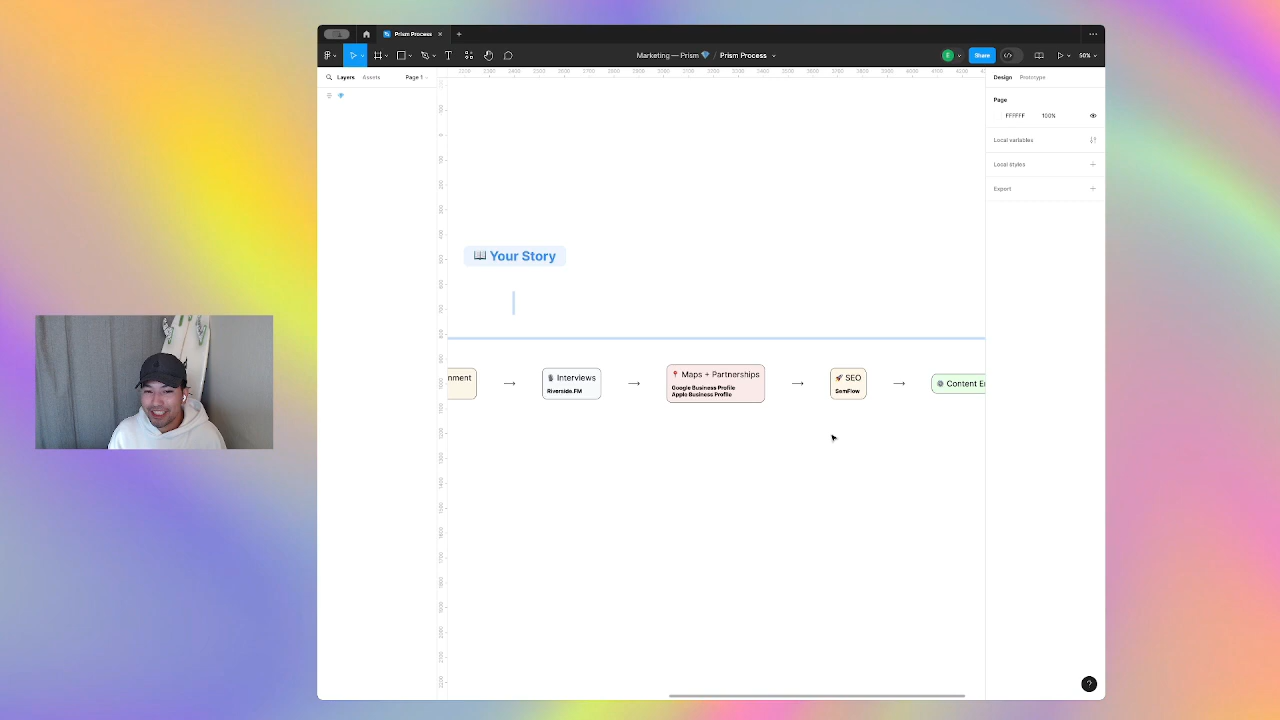 Prism Process
Marketing — Prism 💎 / Prism Process
E
Share
50%
Layers
Assets
Page 1
Design
Prototype
Page
FFFFFF
100%
Local variables
Local styles
Export
📖 Your Story
nment
→
🎙️ Interviews
Riverside.FM
→
📍 Maps + Partnerships
Google Business Profile
Apple Business Profile
→
🚀 SEO
SemFlow
→
Content En
?